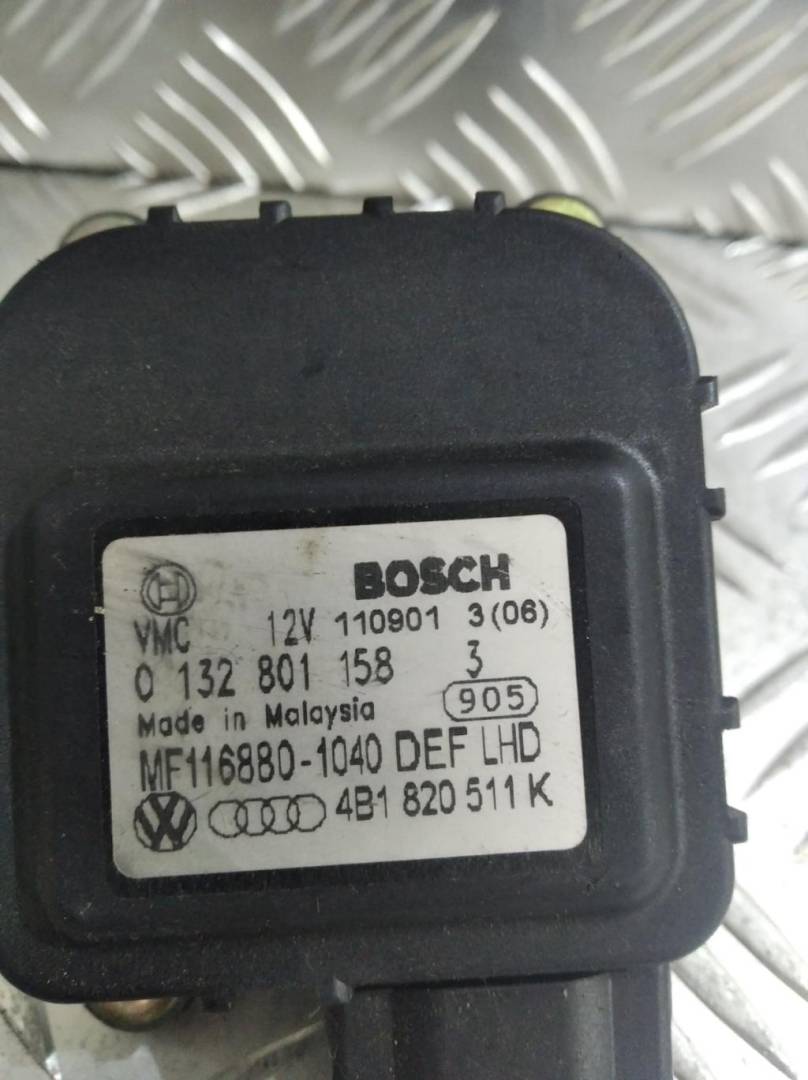 BOSCH
VMC 12V 110901 3(06)
0 132 801 158 3
Made in Malaysia 905
MF116880-1040 DEF LHD
4B1 820 511 K